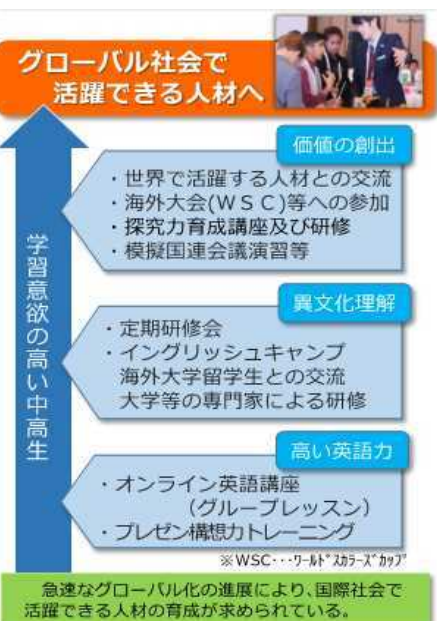 グローバル社会で
活躍できる人材へ
価値の創出
・世界で活躍する人材との交流
・海外大会(WSC)等への参加
・探究力育成講座及び研修
・模擬国連会議演習等
学習意欲の高い中高生
異文化理解
・定期研修会
・イングリッシュキャンプ
海外大学留学生との交流
大学等の専門家による研修
高い英語力
・オンライン英語講座
(グループレッスン)
・プレゼン構想力トレーニング
※WSC・・・ワールドスカラーズカップ
急速なグローバル化の進展により、国際社会で
活躍できる人材の育成が求められている。